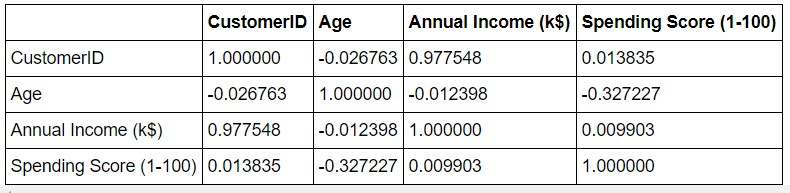 CustomerID Age Annual Income (k$) Spending Score (1-100)
CustomerID 1.000000 -0.026763 0.977548 0.013835
Age -0.026763 1.000000 -0.012398 -0.327227
Annual Income (k$) 0.977548 -0.012398 1.000000 0.009903
Spending Score (1-100) 0.013835 -0.327227 0.009903 1.000000